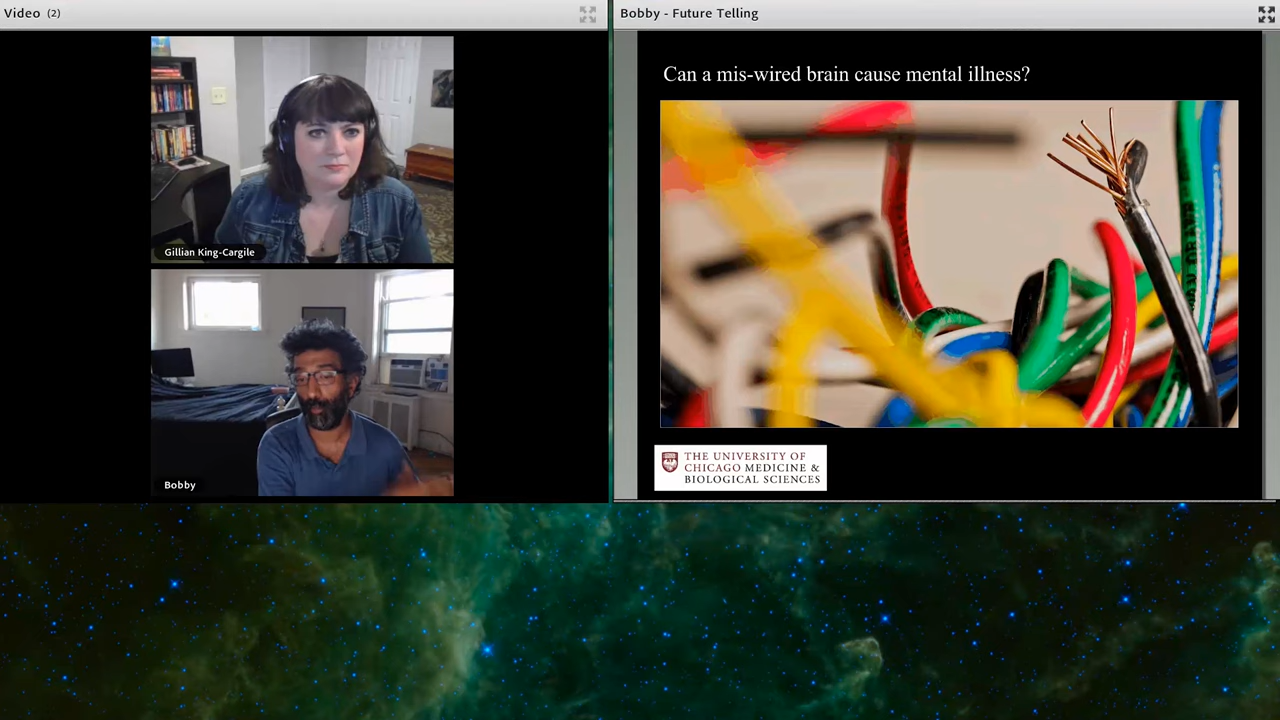 Video (2)
Gillian King-Cargile
Bobby
Bobby - Future Telling
Can a mis-wired brain cause mental illness?
THE UNIVERSITY OF
CHICAGO MEDICINE &
BIOLOGICAL SCIENCES